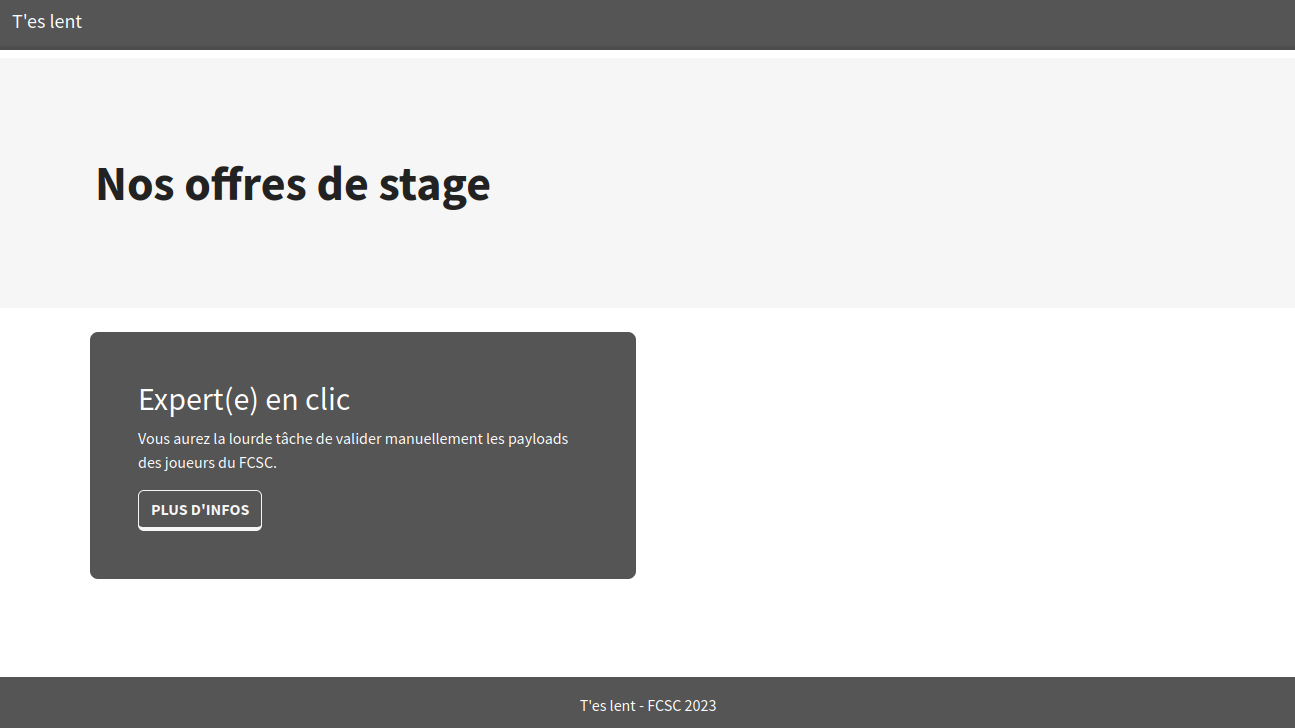 T'es lent
Nos offres de stage
Expert(e) en clic
Vous aurez la lourde tâche de valider manuellement les payloads
des joueurs du FCSC.
PLUS D'INFOS
T'es lent - FCSC 2023